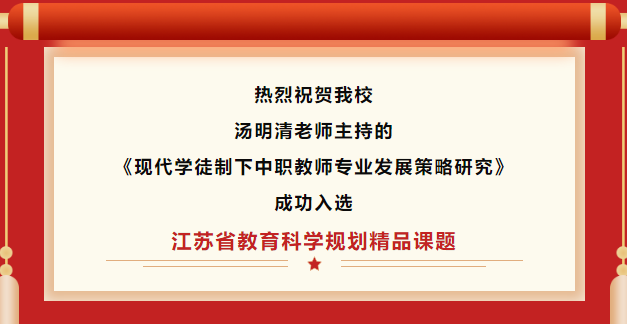 热烈祝贺我校
汤明清老师主持的
《现代学徒制下中职教师专业发展策略研究》
成功入选
江苏省教育科学规划精品课题